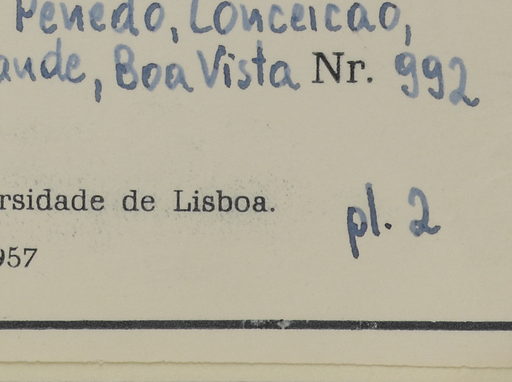 Penedo, Conceicao,
ande, Boa Vista Nr. 992
rsidade de Lisboa.
pl. 2
957